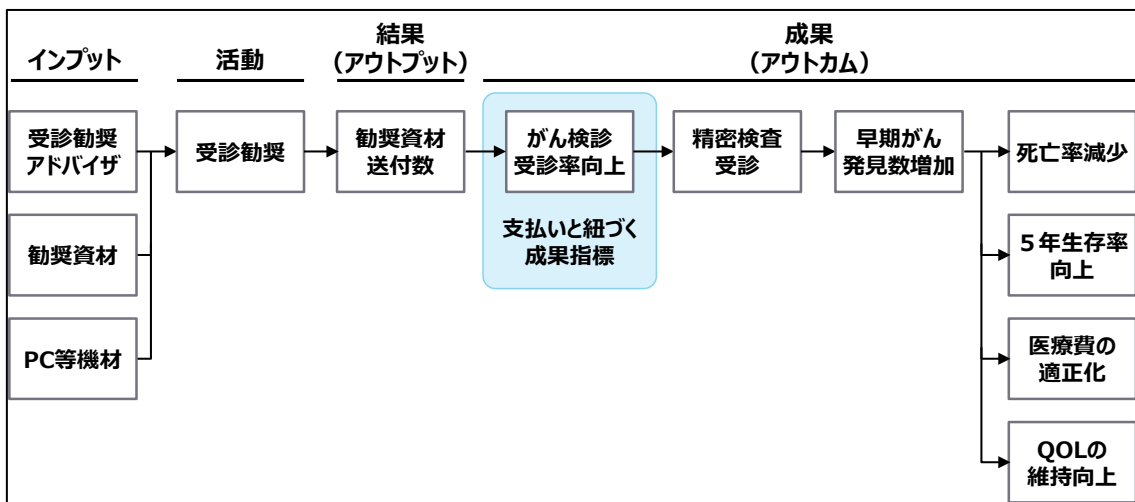 インプット
活動
結果
（アウトプット）
成果
（アウトカム）
受診勧奨
アドバイザ
受診勧奨
勧奨資材
送付数
がん検診
受診率向上
精密検査
受診
早期がん
発見数増加
死亡率減少
支払いと紐づく
成果指標
勧奨資材
５年生存率
向上
PC等機材
医療費の
適正化
QOLの
維持向上